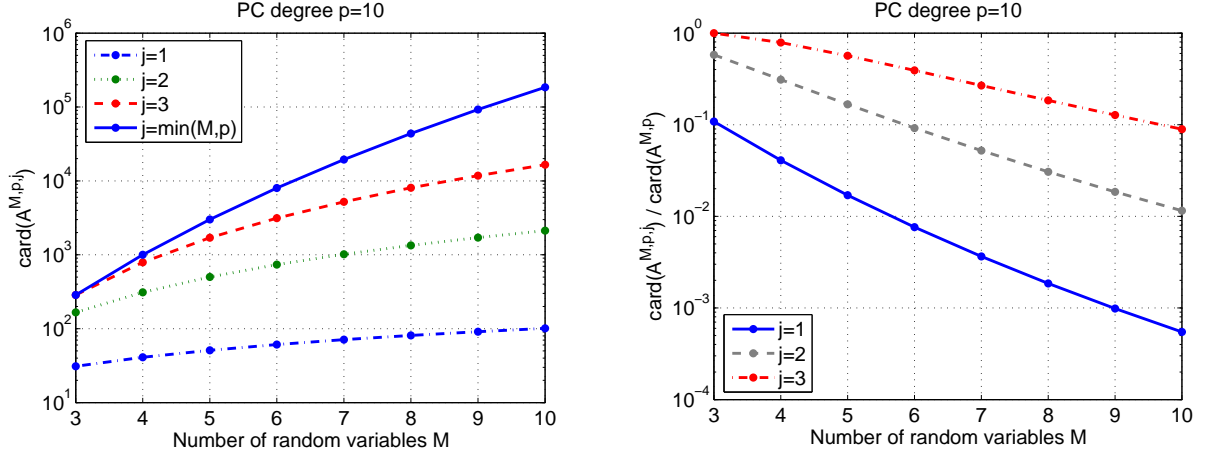 PC degree p=10
card(A^{M,p,j})
10^6
10^5
10^4
10^3
10^2
10^1
j=1
j=2
j=3
j=min(M,p)
3 4 5 6 7 8 9 10
Number of random variables M
PC degree p=10
card(A^{M,p,j}) / card(A^{M,p})
10^0
10^{-1}
10^{-2}
10^{-3}
10^{-4}
j=1
j=2
j=3
3 4 5 6 7 8 9 10
Number of random variables M